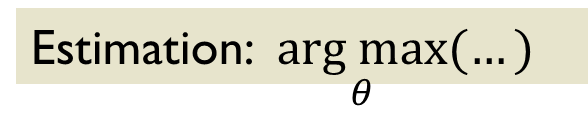 Estimation: arg max(...)
θ